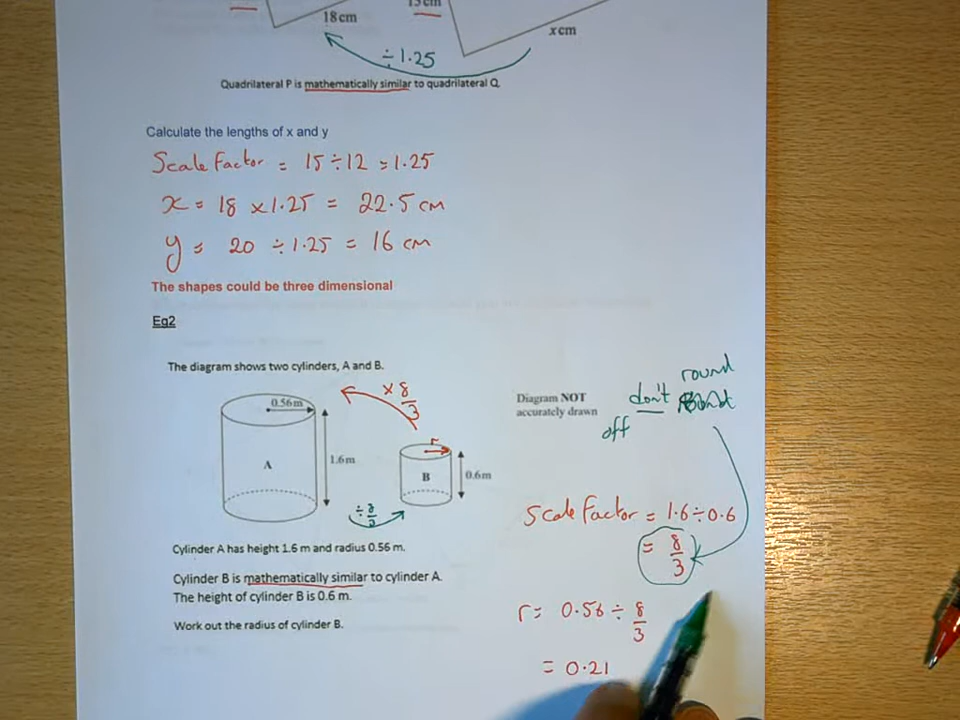 18cm
15cm
xcm
÷1.25
Quadrilateral P is mathematically similar to quadrilateral Q.
Calculate the lengths of x and y
Scale Factor = 15 ÷ 12 = 1.25
x = 18 × 1.25 = 22.5 cm
y = 20 ÷ 1.25 = 16 cm
The shapes could be three dimensional
Eg2
The diagram shows two cylinders, A and B.
0.56m
A
1.6m
× 8/3
r
B
0.6m
÷ 8/3
Diagram NOT
accurately drawn
don't round
off
Scale Factor = 1.6 ÷ 0.6
= 8/3
r = 0.56 ÷ 8/3
= 0.21
Cylinder A has height 1.6 m and radius 0.56 m.
Cylinder B is mathematically similar to cylinder A.
The height of cylinder B is 0.6 m.
Work out the radius of cylinder B.